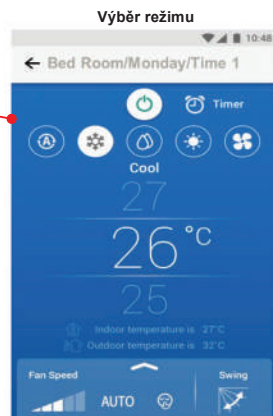 Výběr režimu
10:48
Bed Room/Monday/Time 1
Timer
A
Cool
27
26°C
25
Indoor temperature is 27°C
Outdoor temperature is 32°C
Fan Speed
Swing
AUTO